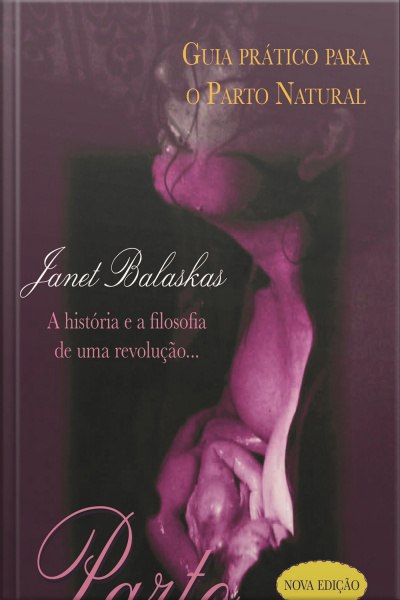 GUIA PRÁTICO PARA
O PARTO NATURAL
Janet Balaskas
A história e a filosofia
de uma revolução...
Parto
NOVA EDIÇÃO